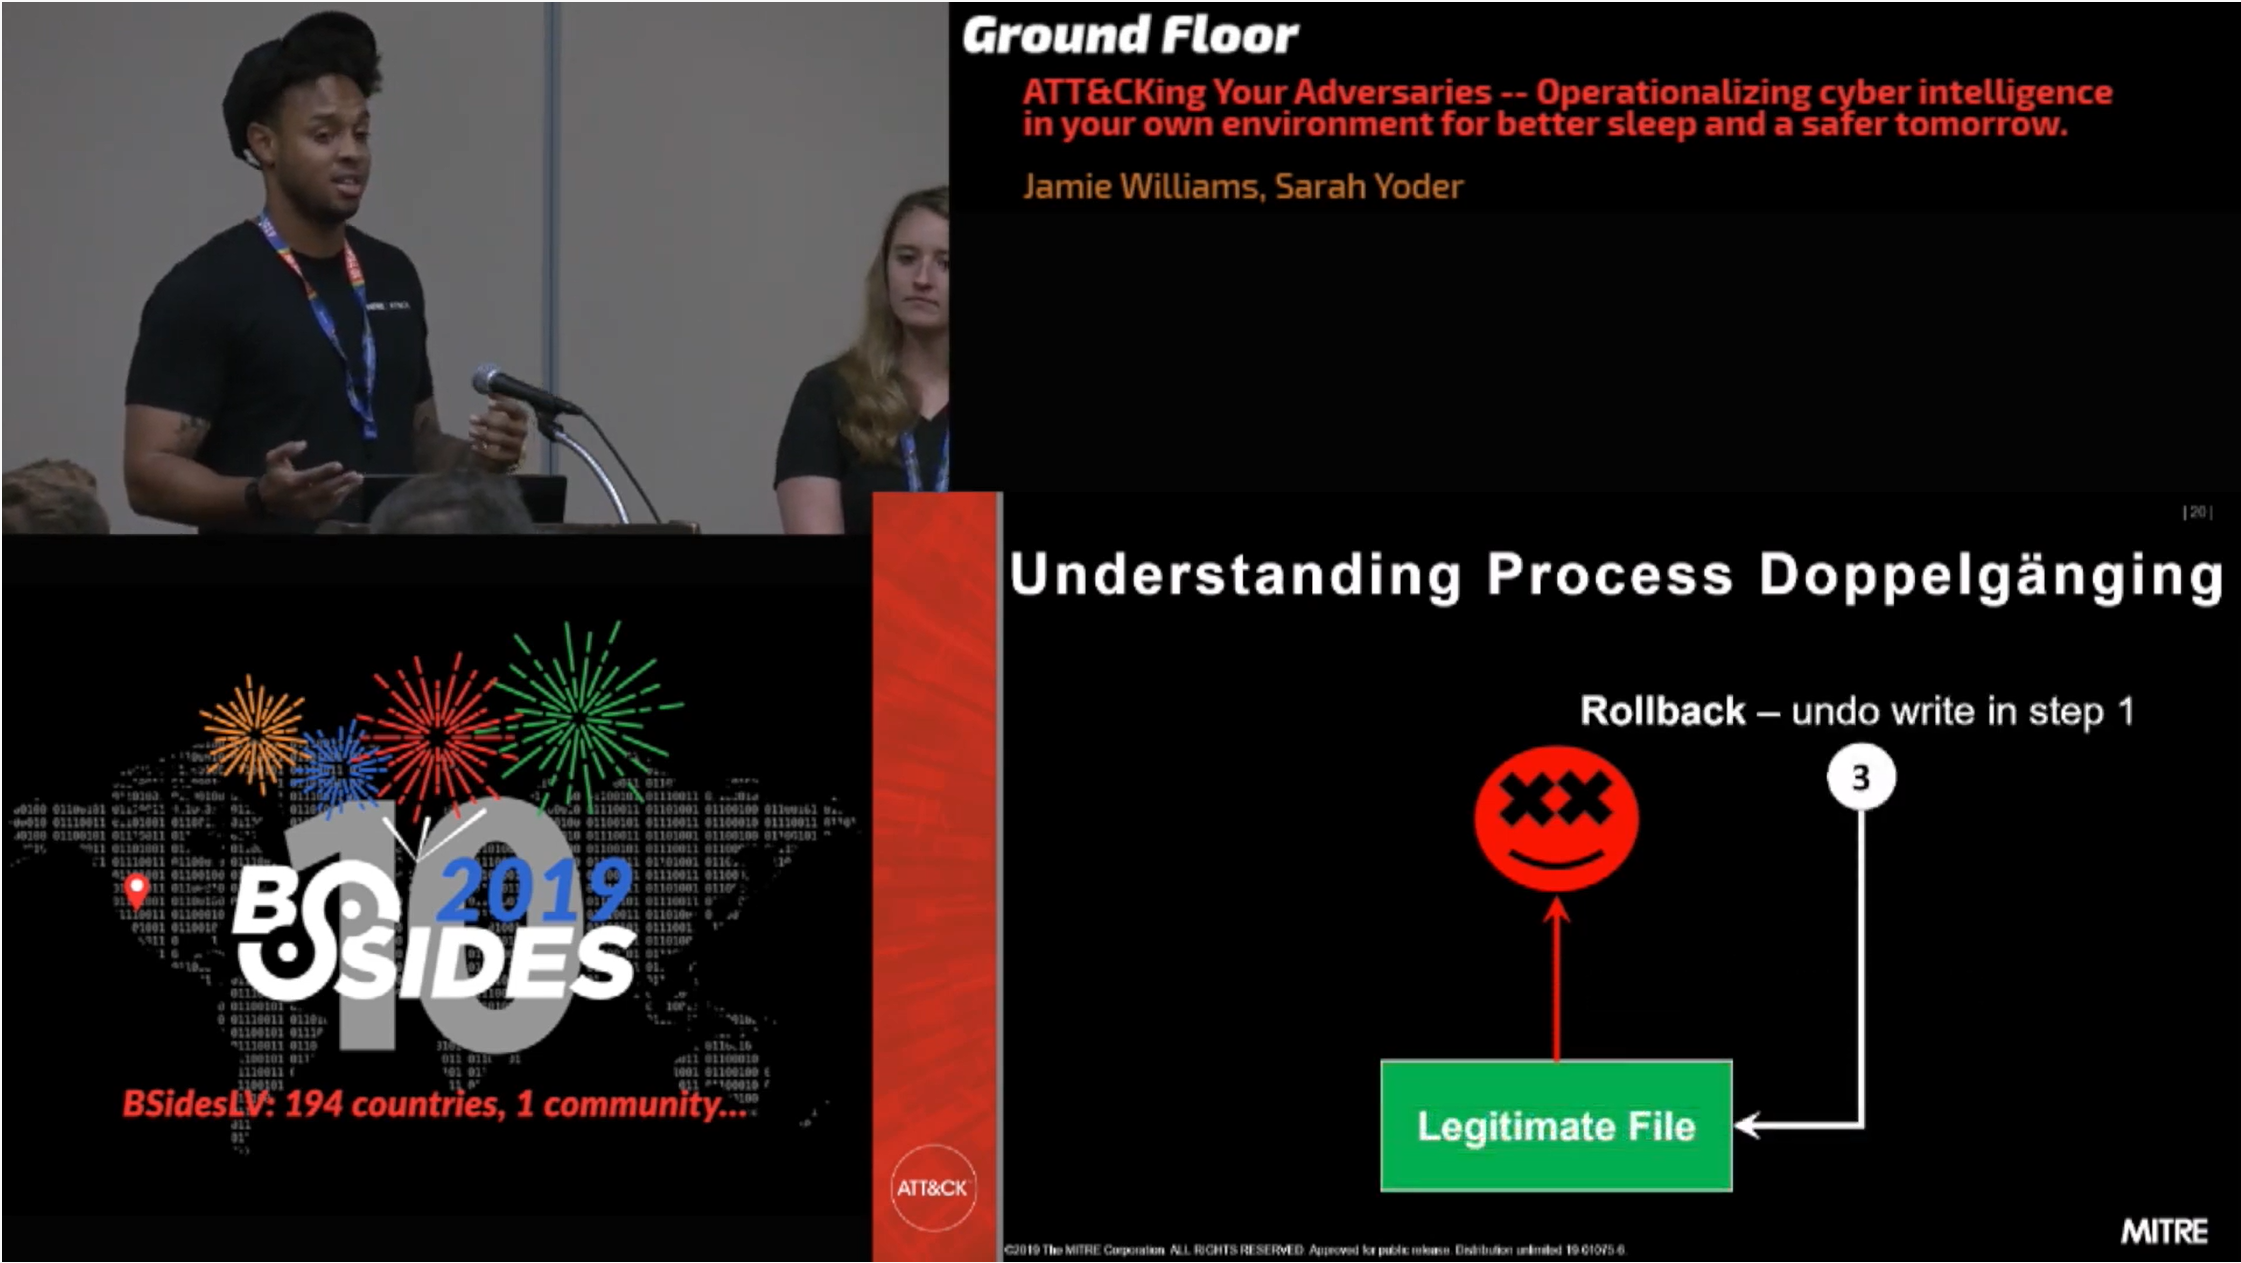 Ground Floor
ATT&CKing Your Adversaries -- Operationalizing cyber intelligence
in your own environment for better sleep and a safer tomorrow.
Jamie Williams, Sarah Yoder
| 20 |
Understanding Process Doppelgänging
Rollback – undo write in step 1
3
Legitimate File
10
2019
BSIDES
BSidesLV: 194 countries, 1 community...
ATT&CK
MITRE
©2019 The MITRE Corporation. ALL RIGHTS RESERVED. Approved for public release. Distribution unlimited 19-01075-6.